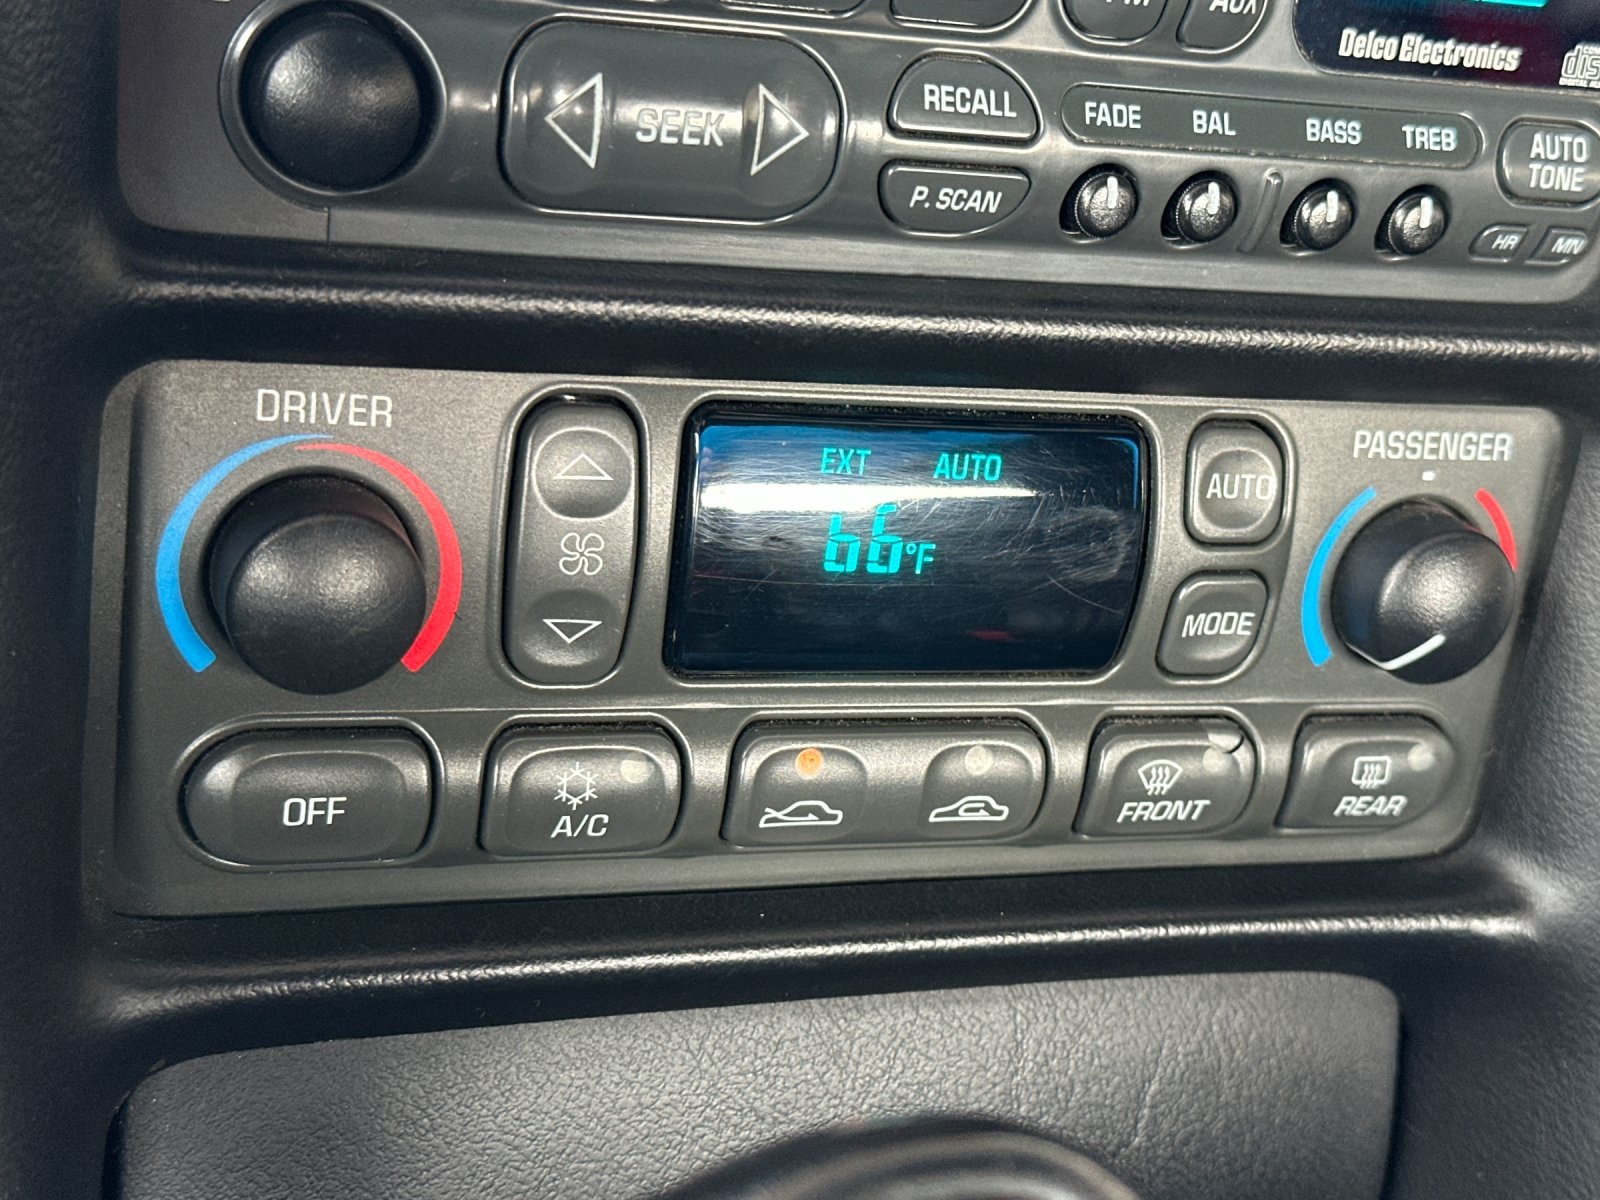 AUX
Delco Electronics
SEEK
RECALL
P. SCAN
FADE BAL BASS TREB
AUTO
TONE
HR MN
DRIVER
EXT AUTO
66°F
AUTO
MODE
PASSENGER
OFF
A/C
FRONT
REAR